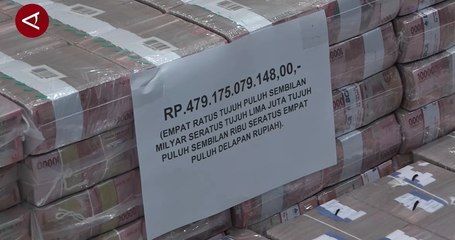 RP.479.175.079.148,00,-
(EMPAT RATUS TUJUH PULUH SEMBILAN
MILYAR SERATUS TUJUH LIMA JUTA TUJUH
PULUH SEMBILAN RIBU SERATUS EMPAT
PULUH DELAPAN RUPIAH).